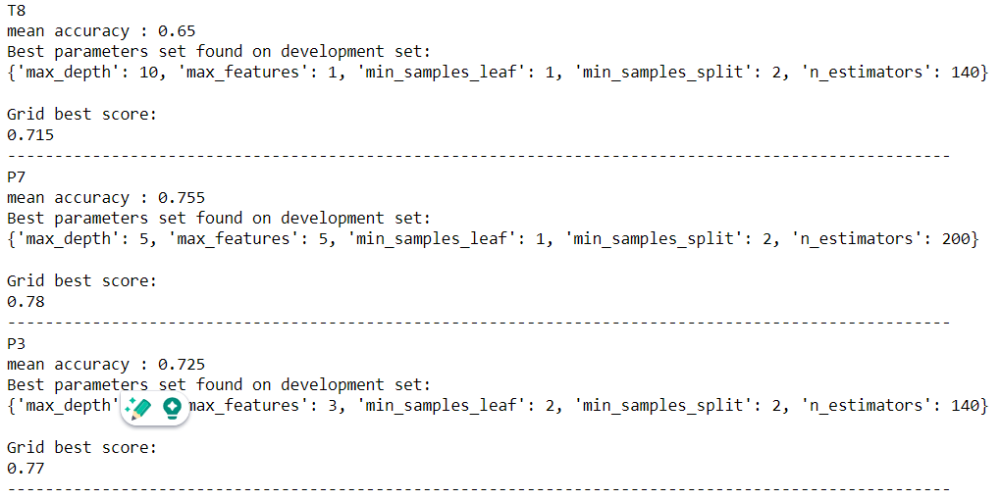 T8
mean accuracy : 0.65
Best parameters set found on development set:
{'max_depth': 10, 'max_features': 1, 'min_samples_leaf': 1, 'min_samples_split': 2, 'n_estimators': 140}
Grid best score:
0.715
----------------------------------------------------------------------------------------------------
P7
mean accuracy : 0.755
Best parameters set found on development set:
{'max_depth': 5, 'max_features': 5, 'min_samples_leaf': 1, 'min_samples_split': 2, 'n_estimators': 200}
Grid best score:
0.78
----------------------------------------------------------------------------------------------------
P3
mean accuracy : 0.725
Best parameters set found on development set:
{'max_depth' max_features': 3, 'min_samples_leaf': 2, 'min_samples_split': 2, 'n_estimators': 140}
Grid best score:
0.77
----------------------------------------------------------------------------------------------------